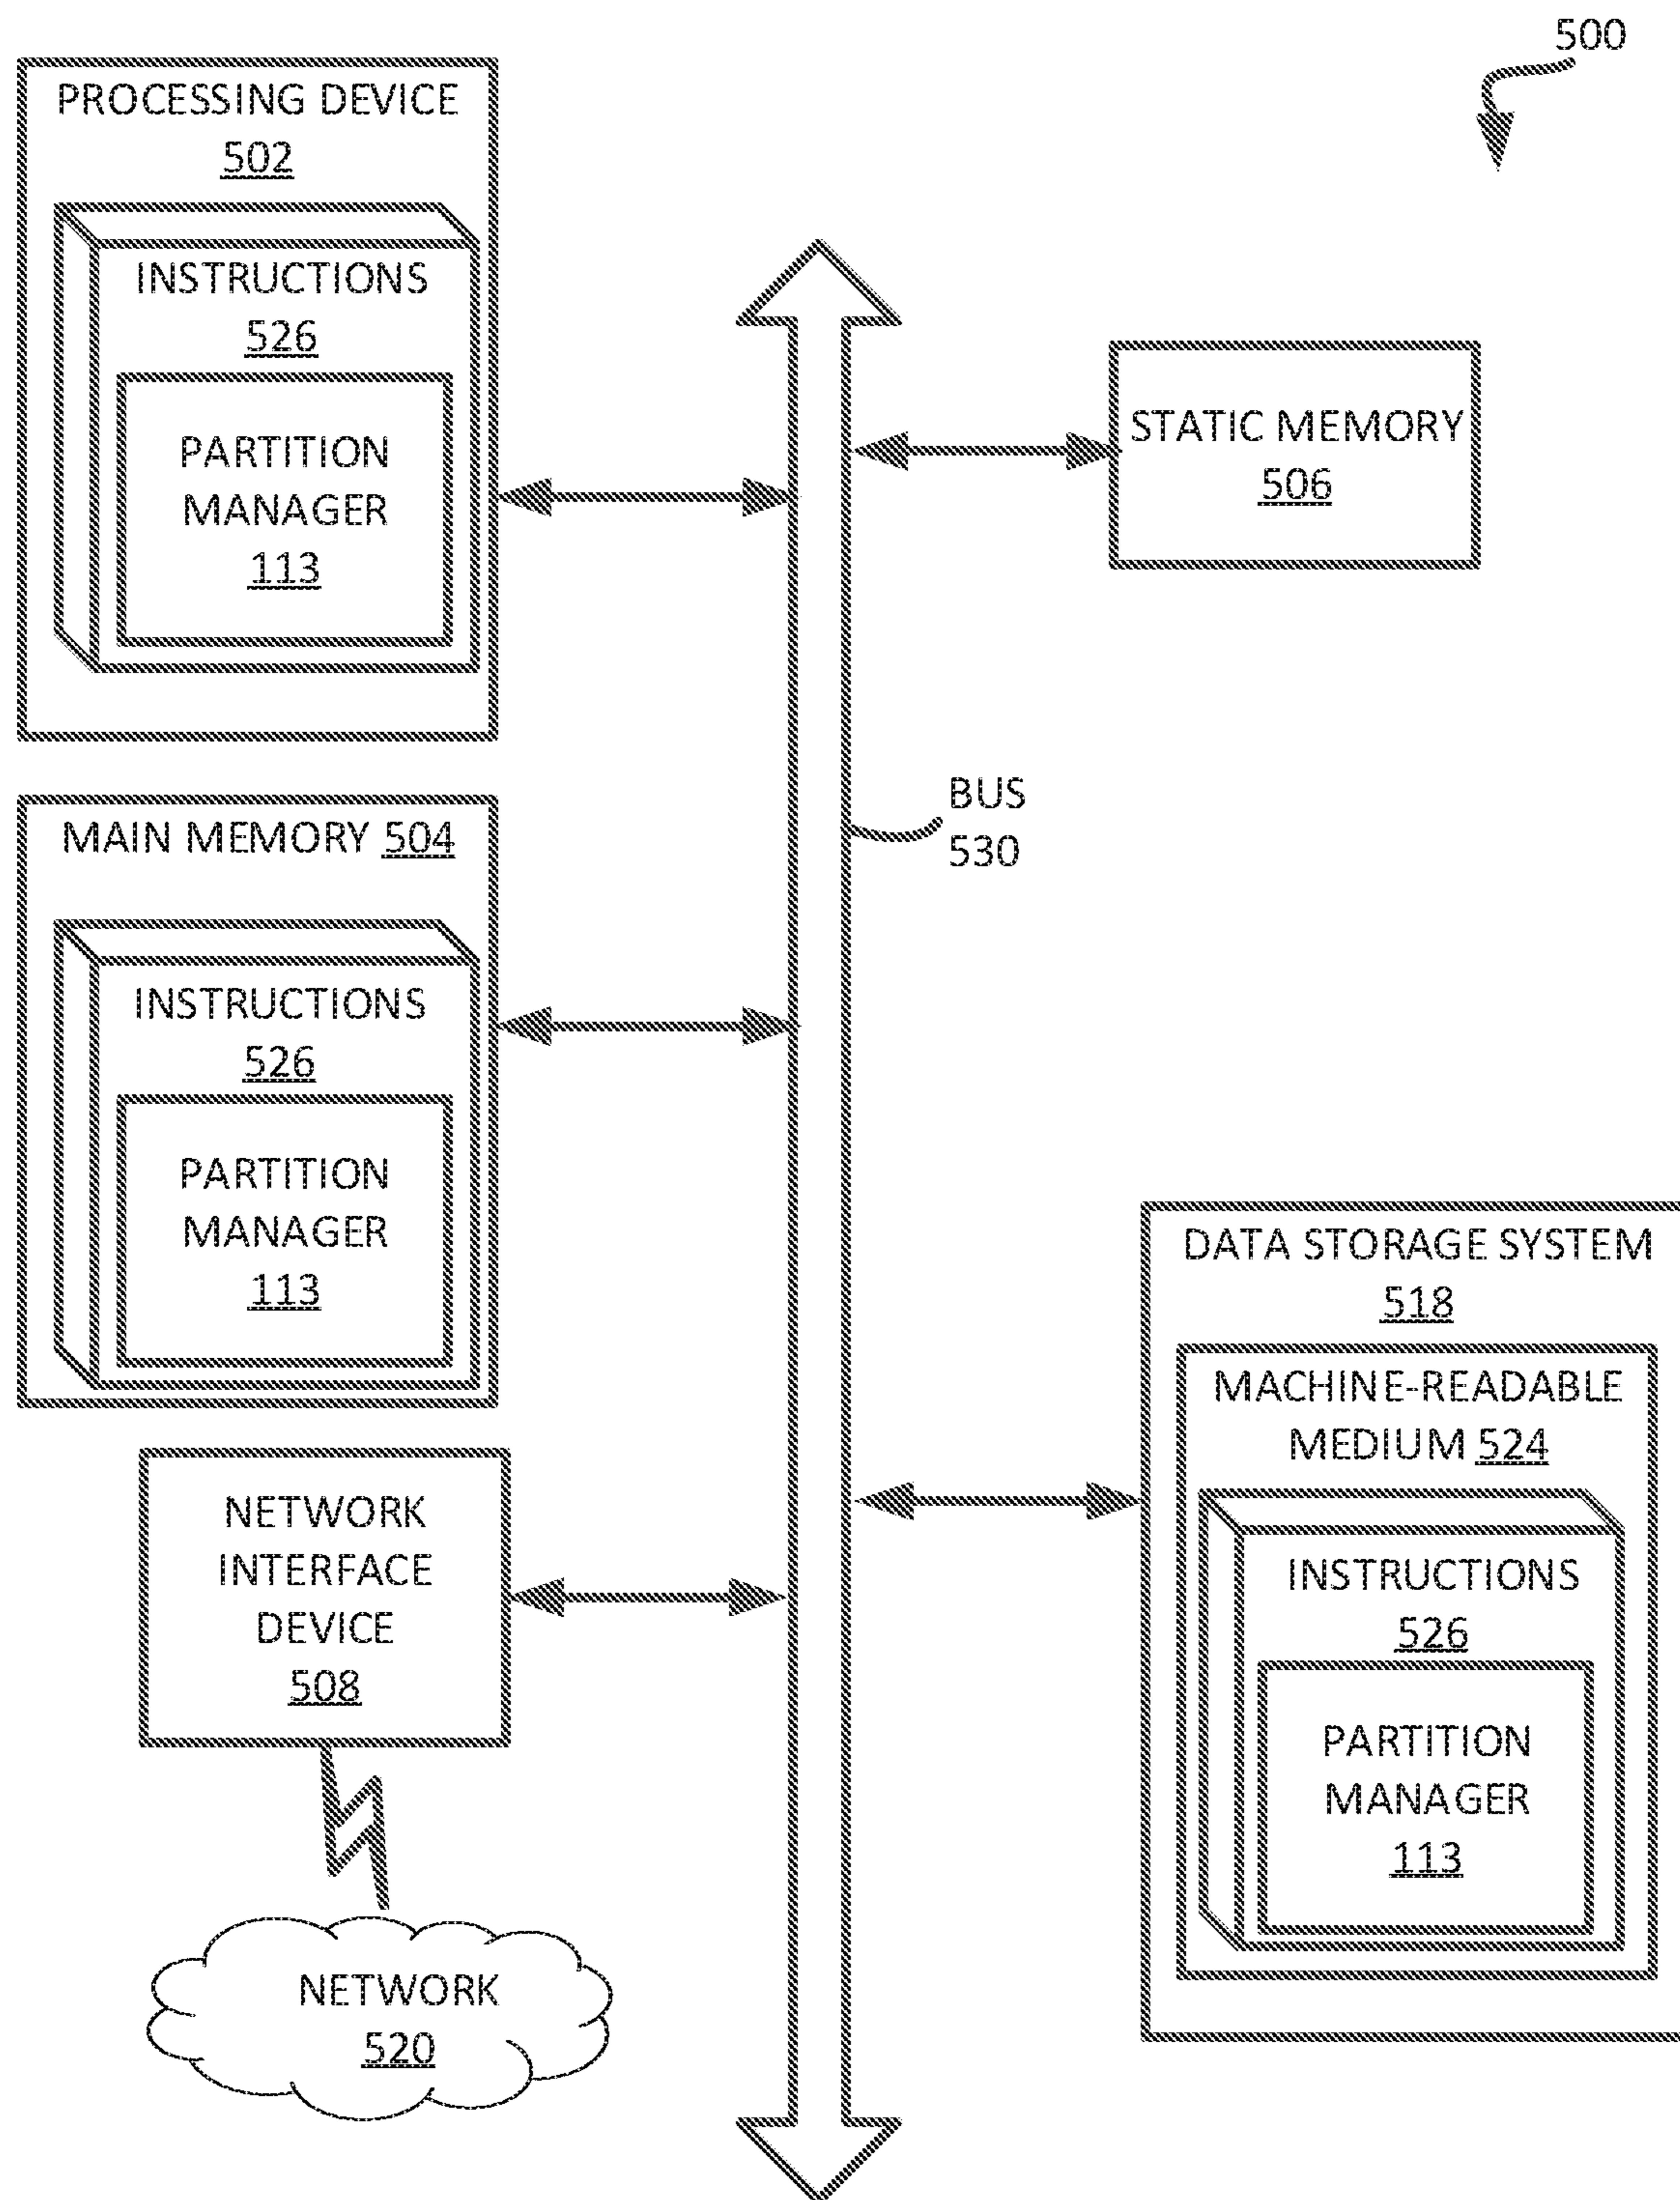 500
PROCESSING DEVICE
502
INSTRUCTIONS
526
PARTITION
MANAGER
113
STATIC MEMORY
506
BUS
530
MAIN MEMORY 504
INSTRUCTIONS
526
PARTITION
MANAGER
113
DATA STORAGE SYSTEM
518
MACHINE-READABLE
MEDIUM 524
INSTRUCTIONS
526
PARTITION
MANAGER
113
NETWORK
INTERFACE
DEVICE
508
NETWORK
520